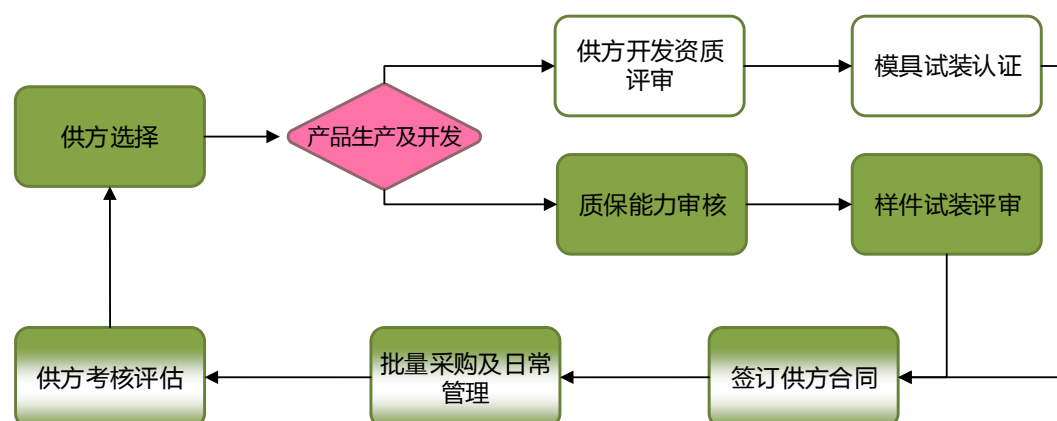 供方开发资质
评审
模具试装认证
供方选择
产品生产及开发
质保能力审核
样件试装评审
供方考核评估
批量采购及日常
管理
签订供方合同